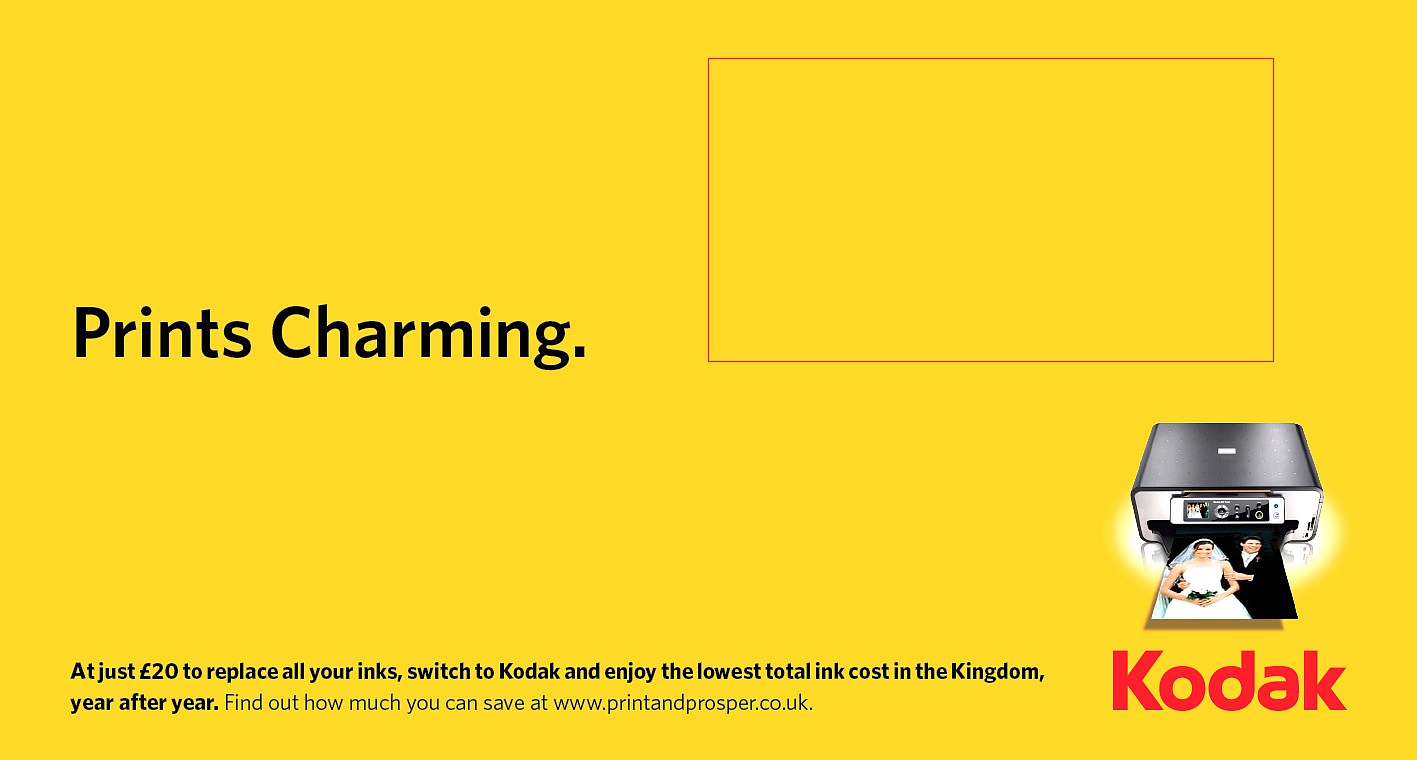 Prints Charming.
At just £20 to replace all your inks, switch to Kodak and enjoy the lowest total ink cost in the Kingdom,
year after year. Find out how much you can save at www.printandprosper.co.uk.
Kodak